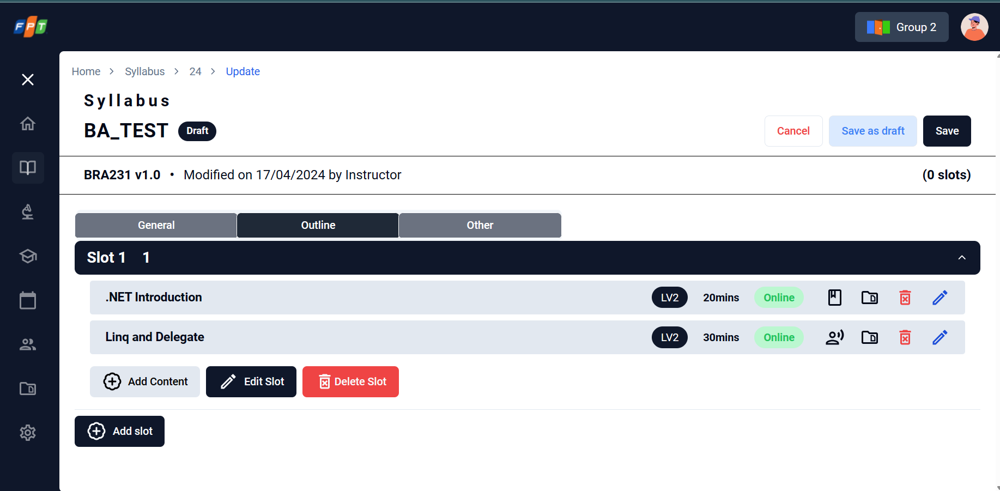 FPT
Group 2
Home > Syllabus > 24 > Update
Syllabus
BA_TEST Draft
Cancel Save as draft Save
BRA231 v1.0 • Modified on 17/04/2024 by Instructor (0 slots)
General Outline Other
Slot 1 1
.NET Introduction LV2 20mins Online
Linq and Delegate LV2 30mins Online
Add Content Edit Slot Delete Slot
Add slot